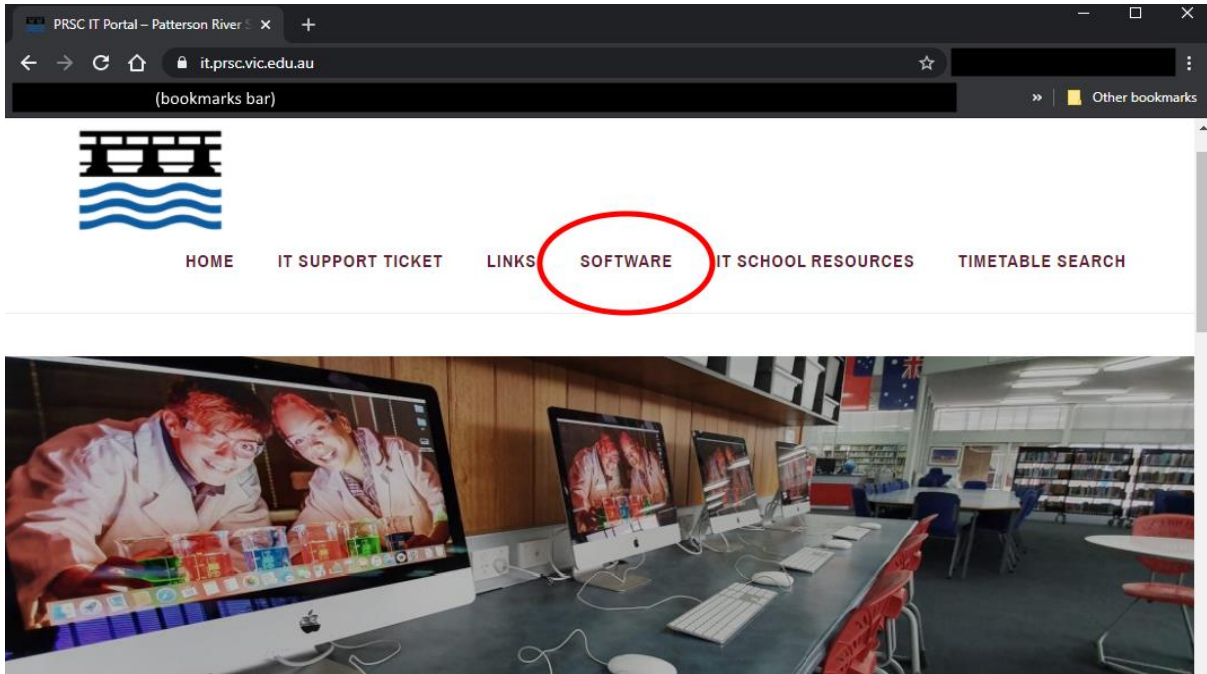 PRSC IT Portal – Patterson River S
it.prsc.vic.edu.au
(bookmarks bar)
» Other bookmarks
HOME IT SUPPORT TICKET LINKS SOFTWARE IT SCHOOL RESOURCES TIMETABLE SEARCH